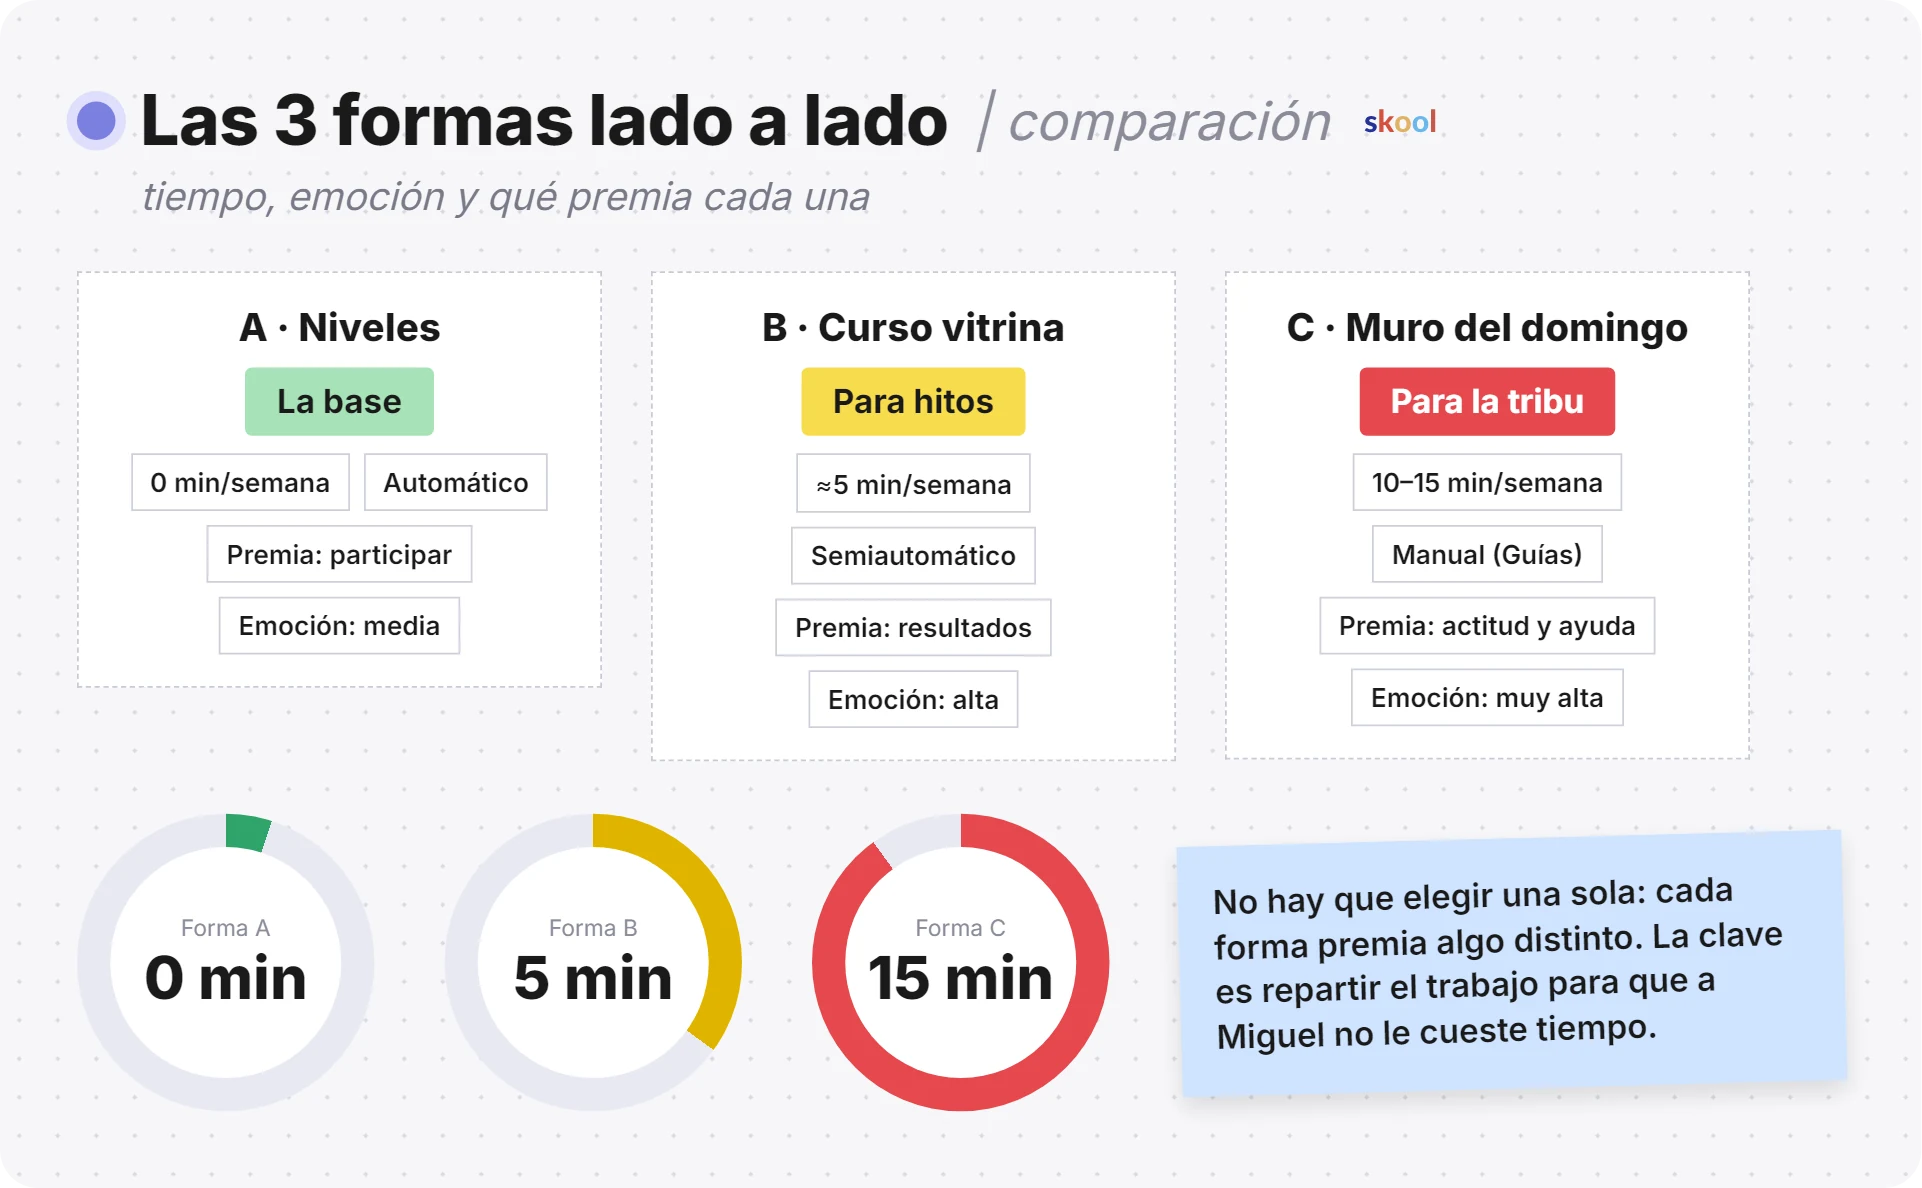 Las 3 formas lado a lado | comparación skool
tiempo, emoción y qué premia cada una
A · Niveles
La base
0 min/semana
Automático
Premia: participar
Emoción: media
B · Curso vitrina
Para hitos
≈5 min/semana
Semiautomático
Premia: resultados
Emoción: alta
C · Muro del domingo
Para la tribu
10–15 min/semana
Manual (Guías)
Premia: actitud y ayuda
Emoción: muy alta
Forma A
0 min
Forma B
5 min
Forma C
15 min
No hay que elegir una sola: cada
forma premia algo distinto. La clave
es repartir el trabajo para que a
Miguel no le cueste tiempo.